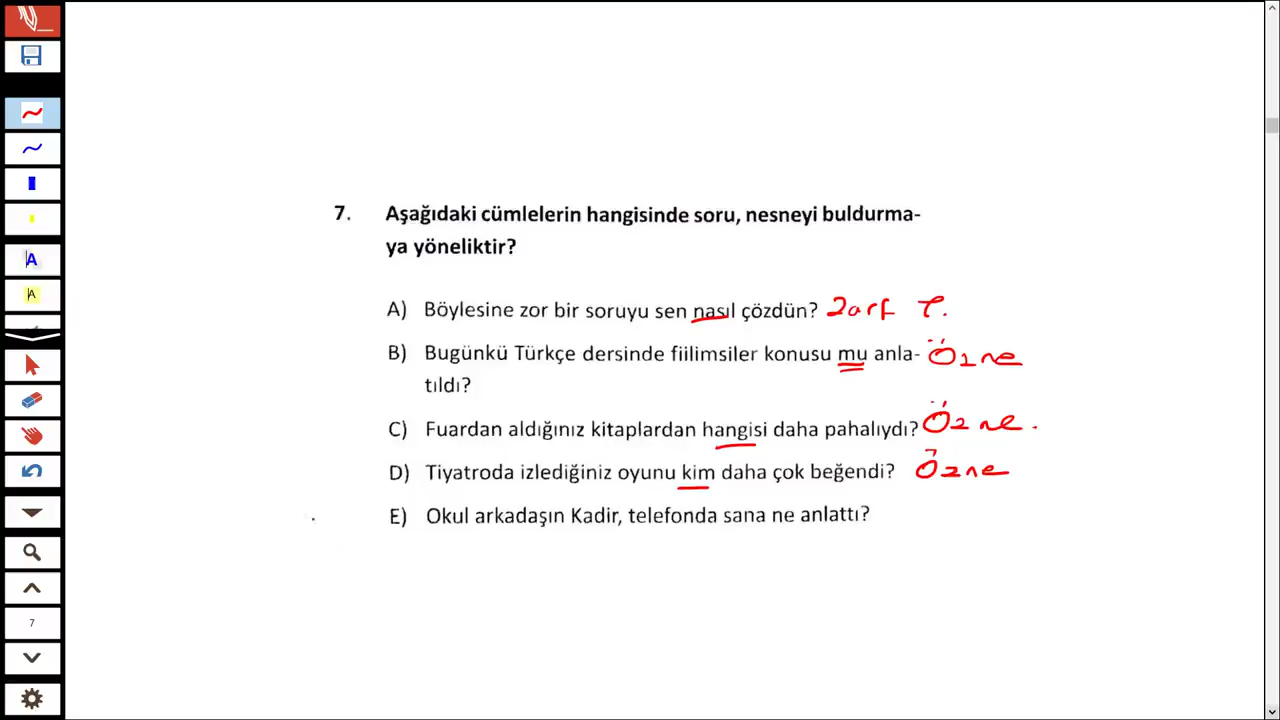 7. Aşağıdaki cümlelerin hangisinde soru, nesneyi buldurma-
ya yöneliktir?
A) Böylesine zor bir soruyu sen nasıl çözdün? Zarf T.
B) Bugünkü Türkçe dersinde fiilimsiler konusu mu anla- Özne
tıldı?
C) Fuardan aldığınız kitaplardan hangisi daha pahalıydı? Özne.
D) Tiyatroda izlediğiniz oyunu kim daha çok beğendi? Özne
E) Okul arkadaşın Kadir, telefonda sana ne anlattı?
A
A
7